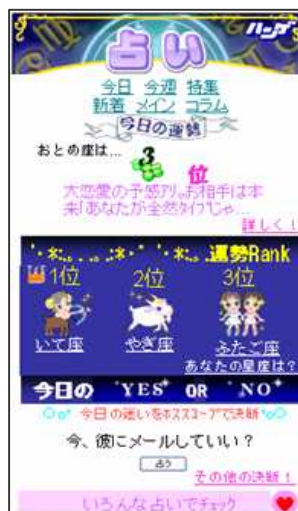 占い
ハンゲ
今日 今週 特集
新着 メイン コラム
今日の運勢
おとめ座は…
3位
大恋愛の予感アリ。お相手は本
来「あなたが全然タイプじゃ…
詳しく!
運勢Rank
1位 2位 3位
いて座 やぎ座 ふたご座
あなたの星座は?
今日の "YES" OR "NO"
今日の迷いをホスコープで決断
今、彼にメールしていい?
占う
その他の決断!
いろんな占いでチェック